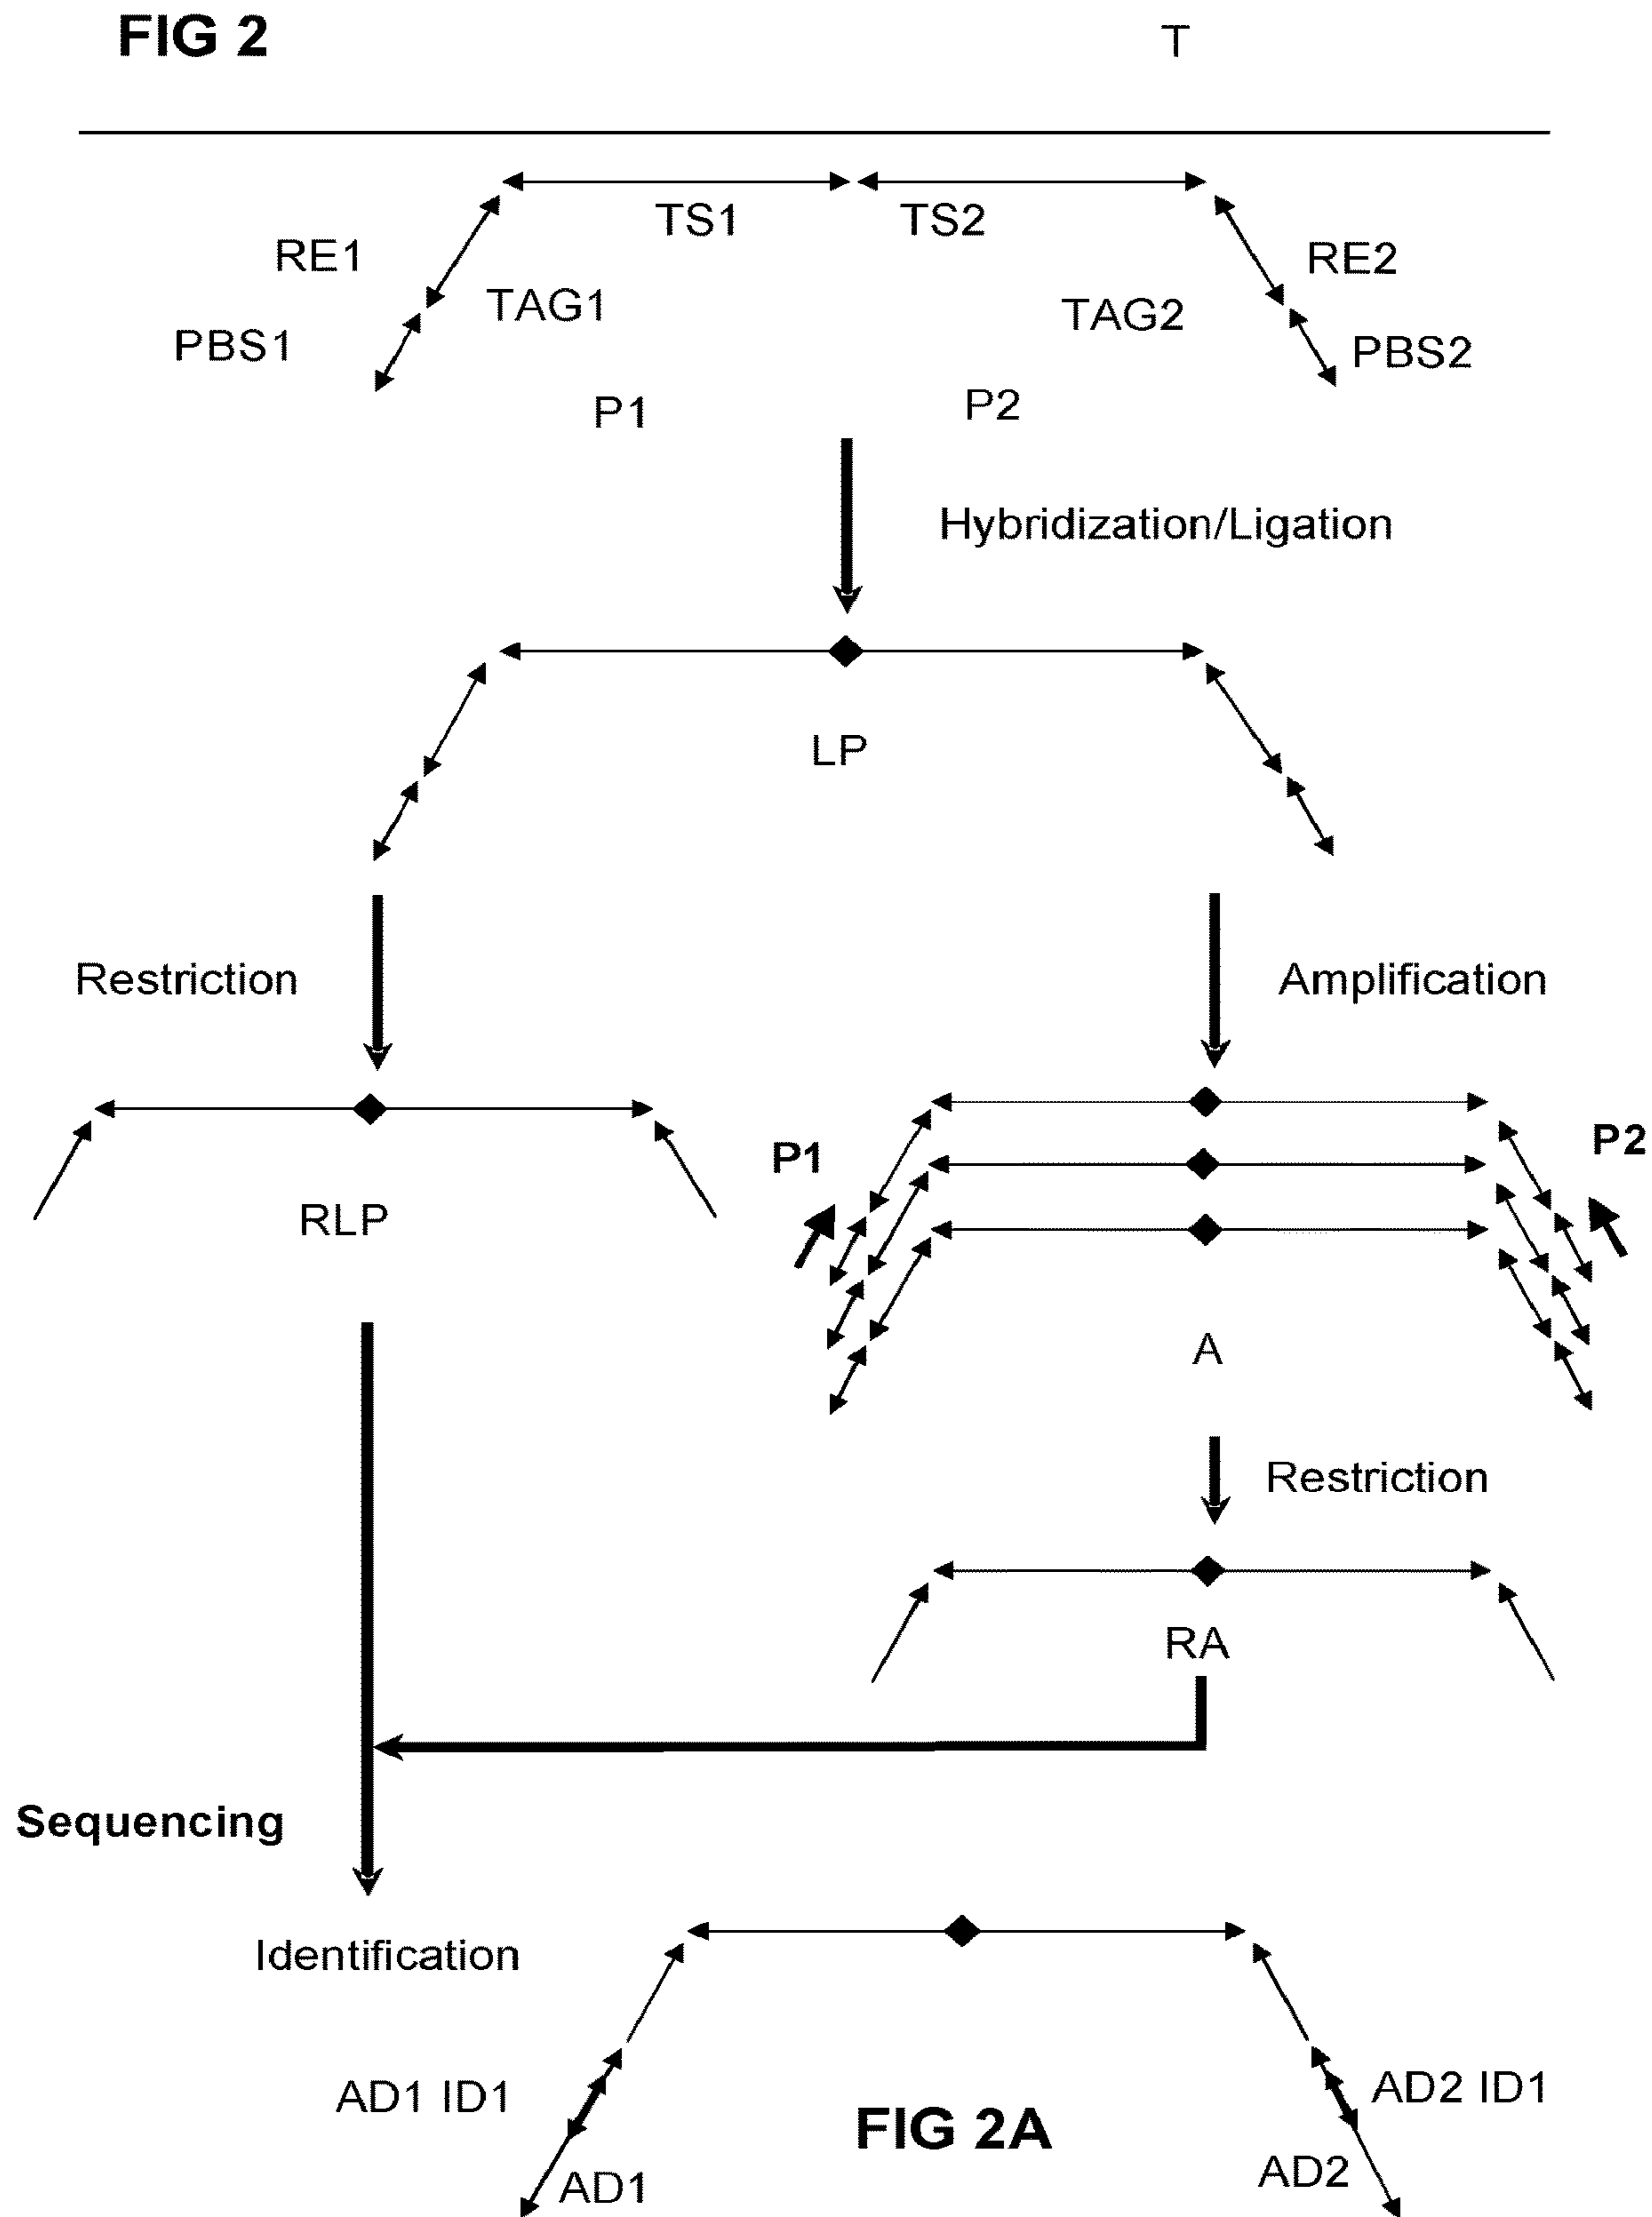 FIG 2
T
TS1 TS2
RE1 RE2
TAG1 TAG2
PBS1 PBS2
P1 P2
Hybridization/Ligation
LP
Restriction Amplification
P1 P2
RLP
A
Restriction
RA
Sequencing
Identification
AD1 ID1 AD2 ID1
FIG 2A
AD1 AD2